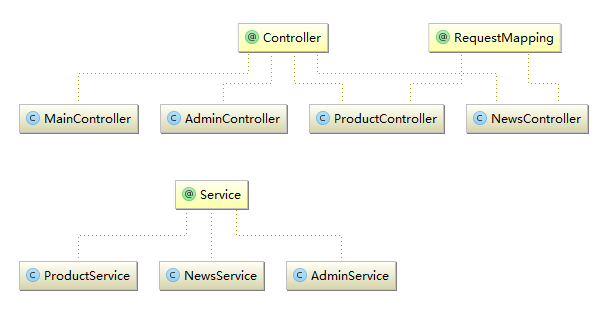 @ Controller
@ RequestMapping
C MainController
C AdminController
C ProductController
C NewsController
@ Service
C ProductService
C NewsService
C AdminService